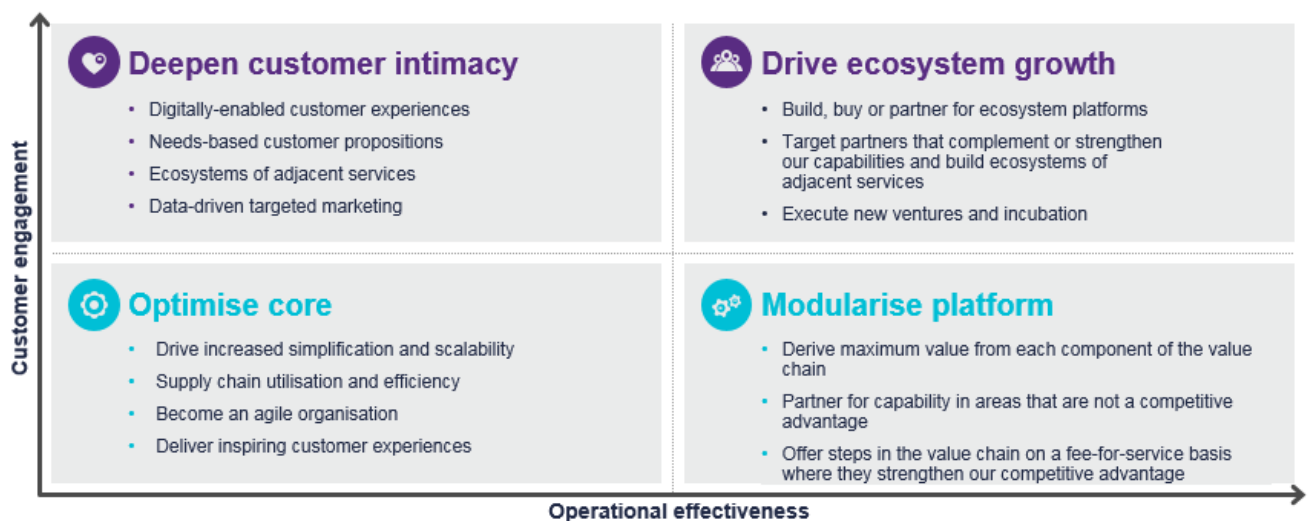 Customer engagement
Deepen customer intimacy
• Digitally-enabled customer experiences
• Needs-based customer propositions
• Ecosystems of adjacent services
• Data-driven targeted marketing
Drive ecosystem growth
• Build, buy or partner for ecosystem platforms
• Target partners that complement or strengthen
our capabilities and build ecosystems of
adjacent services
• Execute new ventures and incubation
Optimise core
• Drive increased simplification and scalability
• Supply chain utilisation and efficiency
• Become an agile organisation
• Deliver inspiring customer experiences
Modularise platform
• Derive maximum value from each component of the value
chain
• Partner for capability in areas that are not a competitive
advantage
• Offer steps in the value chain on a fee-for-service basis
where they strengthen our competitive advantage
Operational effectiveness